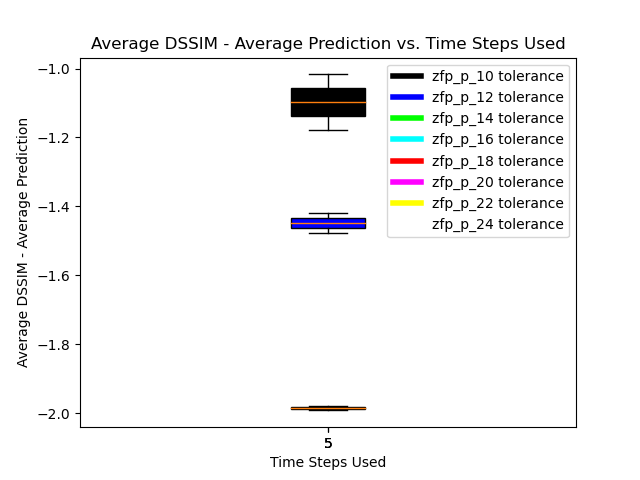 Average DSSIM - Average Prediction vs. Time Steps Used
Average DSSIM - Average Prediction
−1.0
−1.2
−1.4
−1.6
−1.8
−2.0
zfp_p_10 tolerance
zfp_p_12 tolerance
zfp_p_14 tolerance
zfp_p_16 tolerance
zfp_p_18 tolerance
zfp_p_20 tolerance
zfp_p_22 tolerance
zfp_p_24 tolerance
5
Time Steps Used